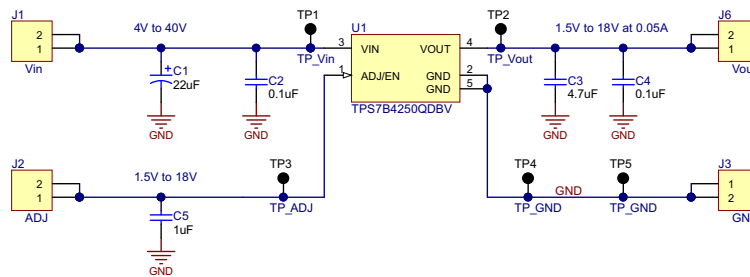 J1
2
1
Vin
4V to 40V
C1
22uF
GND
C2
0.1uF
GND
TP1
TP_Vin
U1
3
VIN
VOUT
4
1
ADJ/EN
GND
2
GND
5
TPS7B4250QDBV
TP2
TP_Vout
1.5V to 18V at 0.05A
C3
4.7uF
GND
C4
0.1uF
GND
J6
2
1
Vou
J2
2
1
ADJ
1.5V to 18V
C5
1uF
GND
TP3
TP_ADJ
TP4
TP_GND
GND
TP5
TP_GND
J3
1
2
GN